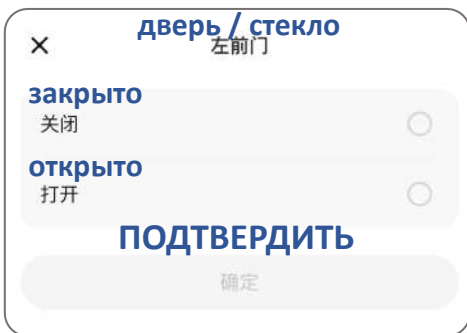 дверь / стекло
左前门
закрыто
关闭
открыто
打开
ПОДТВЕРДИТЬ
确定